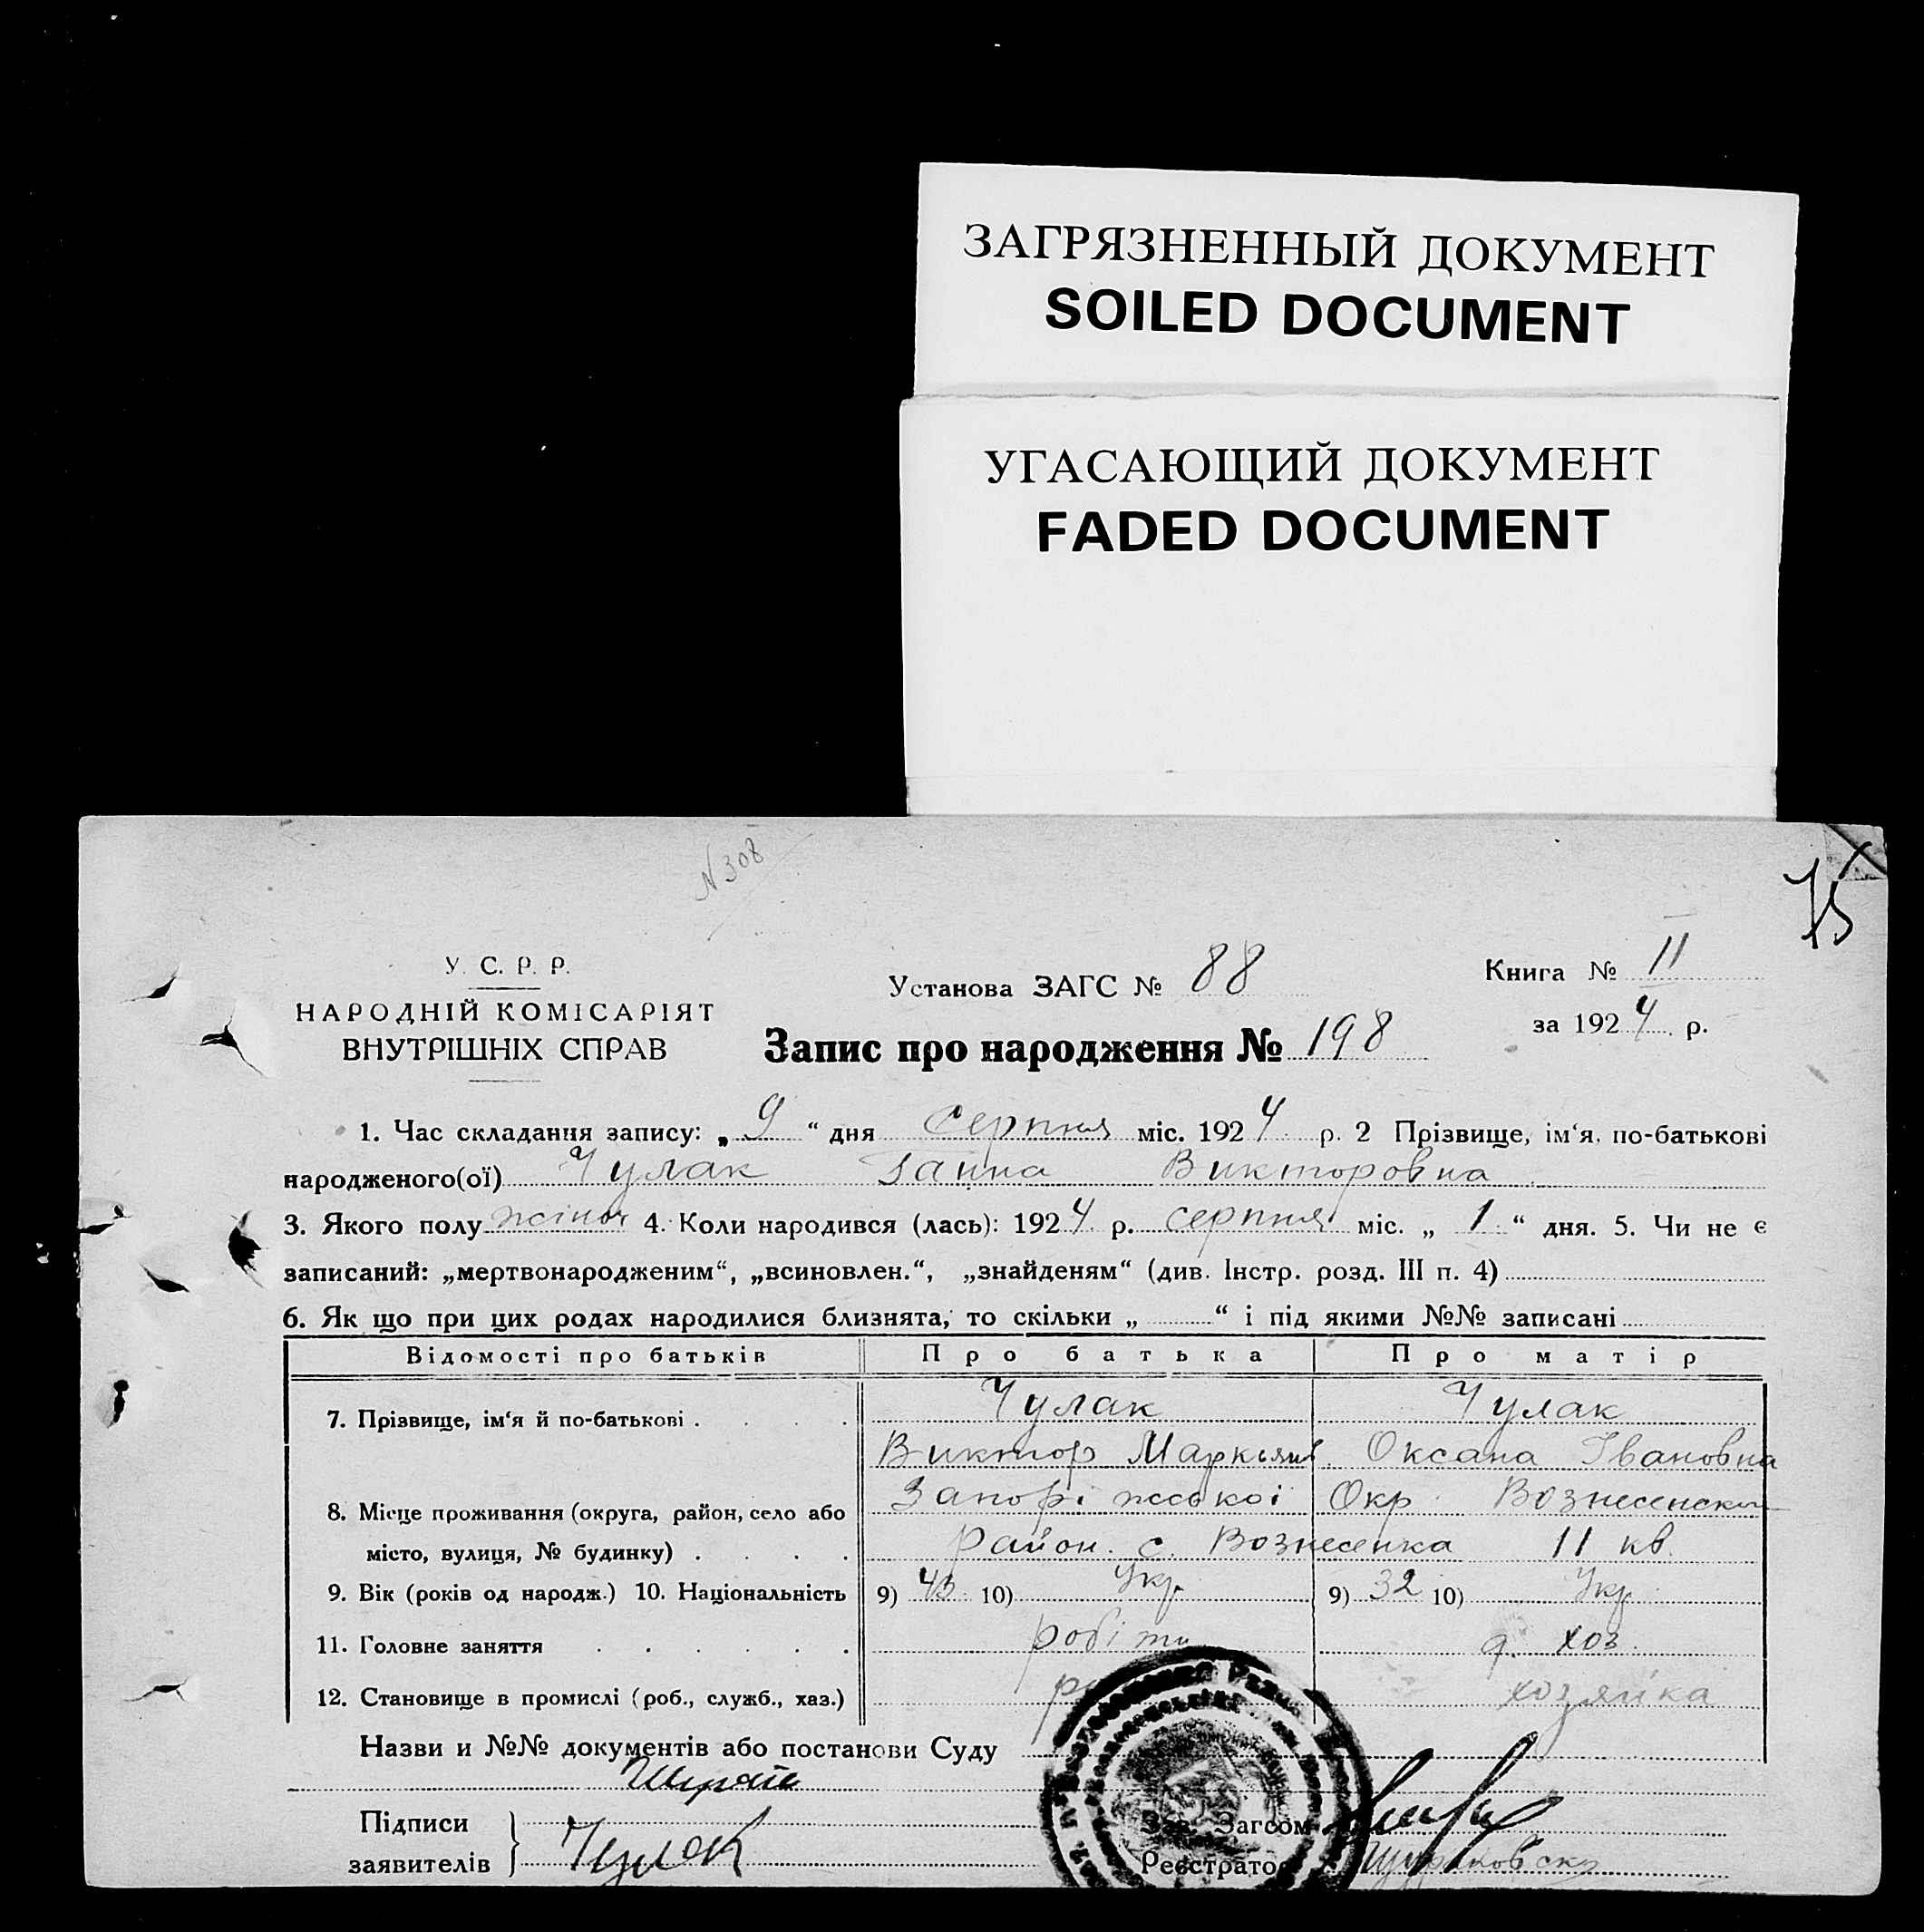 ЗАГРЯЗНЕННЫЙ ДОКУМЕНТ
SOILED DOCUMENT
УГАСАЮЩИЙ ДОКУМЕНТ
FADED DOCUMENT
N 308
75
У. С. Р. Р.
НАРОДНІЙ КОМІСАРІЯТ
ВНУТРІШНІХ СПРАВ
Установа ЗАГС № 88
Книга № 11
за 1924 р.
Запис про народження № 198
1. Час складання запису: „ 9 “ дня Серпня міс. 1924 р. 2 Прізвище, ім‘я, по-батькові
народженого(ої) Чулак Ганна Викторовна
3. Якого полу жіноч 4. Коли народився (лась): 1924 р. серпня міс. „ 1 “ дня. 5. Чи не є
записаний: „мертвонародженим“, „всиновлен.“, „знайденям“ (див. Інстр. розд. III п. 4)
6. Як що при цих родах народилися близнята, то скільки „ “ і під якими №№ записані
Відомості про батьків Про батька Про матір
7. Прізвище, ім‘я й по-батькові . . . . Чулак Чулак
Виктор Маркьянов. Оксана Івановна
8. Місце проживання (округа, район, село або Запоріжської Окр Вознесенськ
місто, вулиця, № будинку) . . . . район. с. Вознесенка 11 кв.
9. Вік (років од народж.) 10. Національність 9) 43 10) Укр. 9) 32 10) Укр.
11. Головне заняття . . . . . . робітн д. хоз.
12. Становище в промислі (роб., служб., хаз.) хозяйка
Назви и №№ документів або постанови Суду
Підписи
заявителів } Чулак
Зав. Загсом
Реєстратор